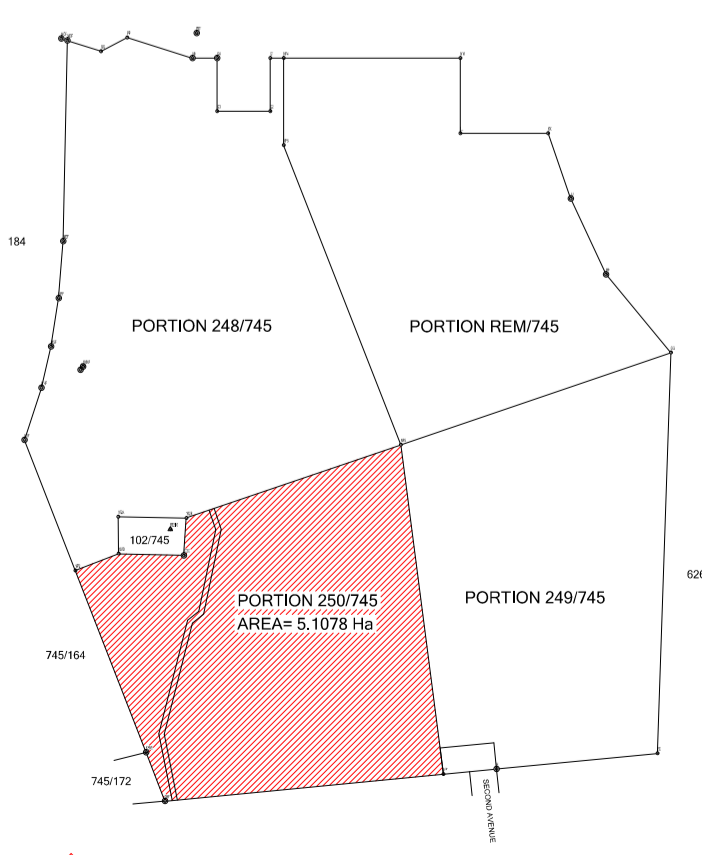 184
PORTION 248/745
PORTION REM/745
102/745
PORTION 250/745
AREA= 5.1078 Ha
PORTION 249/745
626
745/164
745/172
SECOND AVENUE